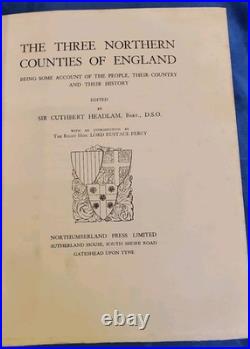 THE THREE NORTHERN
COUNTIES OF ENGLAND
BEING SOME ACCOUNT OF THE PEOPLE, THEIR COUNTRY
AND THEIR HISTORY
EDITED
BY
SIR CUTHBERT HEADLAM, BART., D.S.O.
WITH AN INTRODUCTION BY
THE RIGHT HON. LORD EUSTACE PERCY
NORTHUMBERLAND PRESS LIMITED
SUTHERLAND HOUSE, SOUTH SHORE ROAD
GATESHEAD UPON TYNE